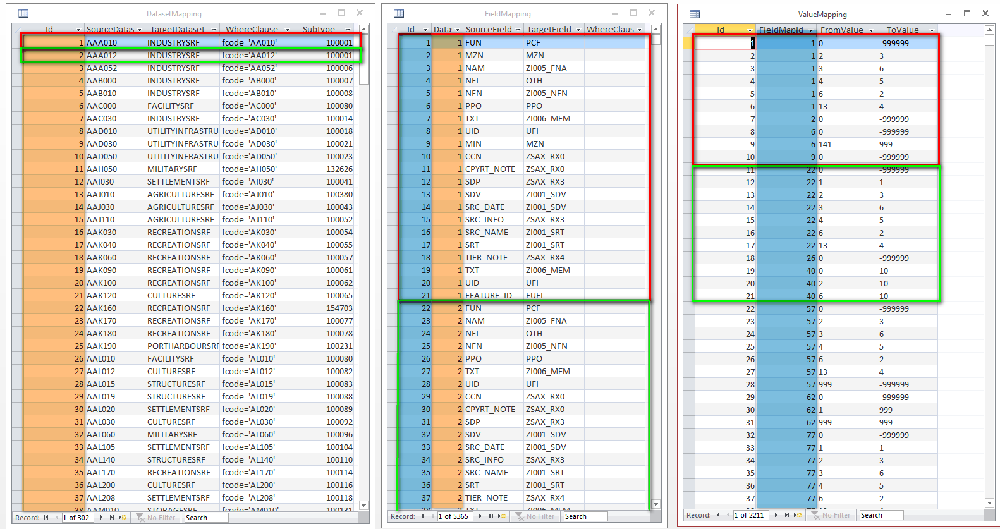 DatasetMapping
Id SourceDatas TargetDataset WhereClause Subtype
1 AAA010 INDUSTRYSRF fcode='AA010' 100001
2 AAA012 INDUSTRYSRF fcode='AA012' 100001
3 AAA052 INDUSTRYSRF fcode='AA052' 100006
4 AAB000 INDUSTRYSRF fcode='AB000' 100007
5 AAB010 INDUSTRYSRF fcode='AB010' 100008
6 AAC000 FACILITYSRF fcode='AC000' 100080
7 AAC030 INDUSTRYSRF fcode='AC030' 100014
8 AAD010 UTILITYINFRASTRU fcode='AD010' 100018
9 AAD030 UTILITYINFRASTRU fcode='AD030' 100021
10 AAD050 UTILITYINFRASTRU fcode='AD050' 100023
11 AAH050 MILITARYSRF fcode='AH050' 132626
12 AAI030 SETTLEMENTSRF fcode='AI030' 100041
13 AAJ010 AGRICULTURESRF fcode='AJ010' 100380
14 AAJ030 AGRICULTURESRF fcode='AJ030' 100043
15 AAJ110 AGRICULTURESRF fcode='AJ110' 100052
16 AAK030 RECREATIONSRF fcode='AK030' 100054
17 AAK040 RECREATIONSRF fcode='AK040' 100055
18 AAK060 RECREATIONSRF fcode='AK060' 100057
19 AAK090 RECREATIONSRF fcode='AK090' 100061
20 AAK100 RECREATIONSRF fcode='AK100' 100062
21 AAK120 CULTURESRF fcode='AK120' 100065
22 AAK160 RECREATIONSRF fcode='AK160' 154703
23 AAK170 RECREATIONSRF fcode='AK170' 100077
24 AAK180 RECREATIONSRF fcode='AK180' 100078
25 AAK190 PORTHARBOURSRF fcode='AK190' 100231
26 AAL010 FACILITYSRF fcode='AL010' 100080
27 AAL012 CULTURESRF fcode='AL012' 100082
28 AAL015 STRUCTURESRF fcode='AL015' 100083
29 AAL019 STRUCTURESRF fcode='AL019' 100088
30 AAL020 SETTLEMENTSRF fcode='AL020' 100089
31 AAL030 CULTURESRF fcode='AL030' 100092
32 AAL060 MILITARYSRF fcode='AL060' 100096
33 AAL105 SETTLEMENTSRF fcode='AL105' 100104
34 AAL140 STRUCTURESRF fcode='AL140' 100110
35 AAL170 RECREATIONSRF fcode='AL170' 100114
36 AAL200 CULTURESRF fcode='AL200' 100116
37 AAL208 SETTLEMENTSRF fcode='AL208' 100118
38 AAM010 STORAGESRF fcode='AM010' 100131
Record: 1 of 302 No Filter Search
FieldMapping
Id Data SourceField TargetField WhereClaus
1 1 FUN PCF
2 1 MZN MZN
3 1 NAM ZI005_FNA
4 1 NFI OTH
5 1 NFN ZI005_NFN
6 1 PPO PPO
7 1 TXT ZI006_MEM
8 1 UID UFI
9 1 MIN MZN
10 1 CCN ZSAX_RX0
11 1 CPYRT_NOTE ZSAX_RX0
12 1 SDP ZSAX_RX3
13 1 SDV ZI001_SDV
14 1 SRC_DATE ZI001_SDV
15 1 SRC_INFO ZSAX_RX3
16 1 SRC_NAME ZI001_SRT
17 1 SRT ZI001_SRT
18 1 TIER_NOTE ZSAX_RX4
19 1 TXT ZI006_MEM
20 1 UID UFI
21 1 FEATURE_ID FUFI
22 2 FUN PCF
23 2 NAM ZI005_FNA
24 2 NFI OTH
25 2 NFN ZI005_NFN
26 2 PPO PPO
27 2 TXT ZI006_MEM
28 2 UID UFI
29 2 CCN ZSAX_RX0
30 2 CPYRT_NOTE ZSAX_RX0
31 2 SDP ZSAX_RX3
32 2 SDV ZI001_SDV
33 2 SRC_DATE ZI001_SDV
34 2 SRC_INFO ZSAX_RX3
35 2 SRC_NAME ZI001_SRT
36 2 SRT ZI001_SRT
37 2 TIER_NOTE ZSAX_RX4
38 2 TXT ZI006_MEM
Record: 1 of 5365 No Filter Search
ValueMapping
Id FieldMapId FromValue ToValue
1 1 0 -999999
2 1 2 3
3 1 3 6
4 1 4 5
5 1 6 2
6 1 13 4
7 2 0 -999999
8 6 0 -999999
9 6 141 999
10 9 0 -999999
11 22 0 -999999
12 22 1 1
13 22 2 3
14 22 3 6
15 22 4 5
16 22 6 2
17 22 13 4
18 26 0 -999999
19 40 0 10
20 40 2 10
21 40 6 10
22 57 0 -999999
23 57 2 3
24 57 3 6
25 57 4 5
26 57 6 2
27 57 13 4
28 57 999 -999999
29 62 0 -999999
30 62 1 999
31 62 999 999
32 77 0 -999999
33 77 1 1
34 77 2 3
35 77 3 6
36 77 4 5
37 77 6 2
Record: 1 of 2211 No Filter Search